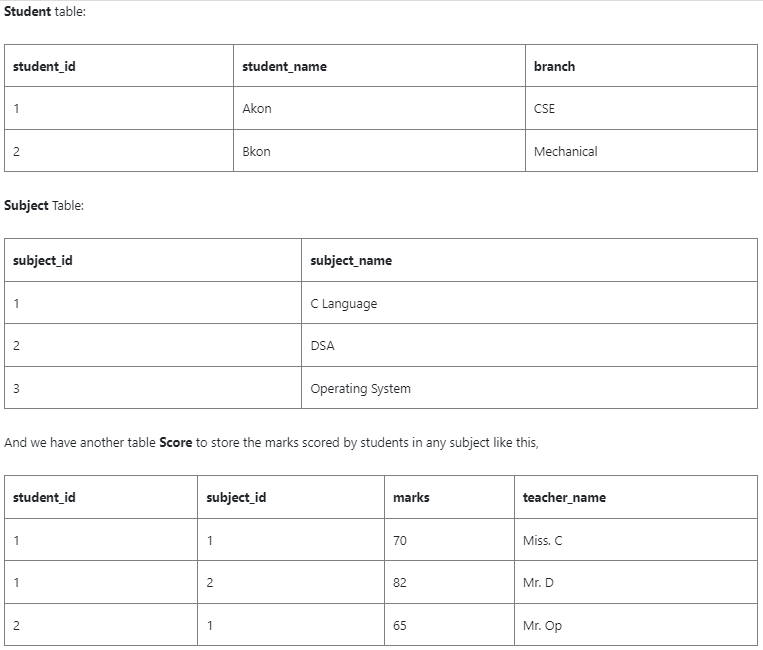 Student table:
student_id student_name branch
1 Akon CSE
2 Bkon Mechanical
Subject Table:
subject_id subject_name
1 C Language
2 DSA
3 Operating System
And we have another table Score to store the marks scored by students in any subject like this,
student_id subject_id marks teacher_name
1 1 70 Miss. C
1 2 82 Mr. D
2 1 65 Mr. Op